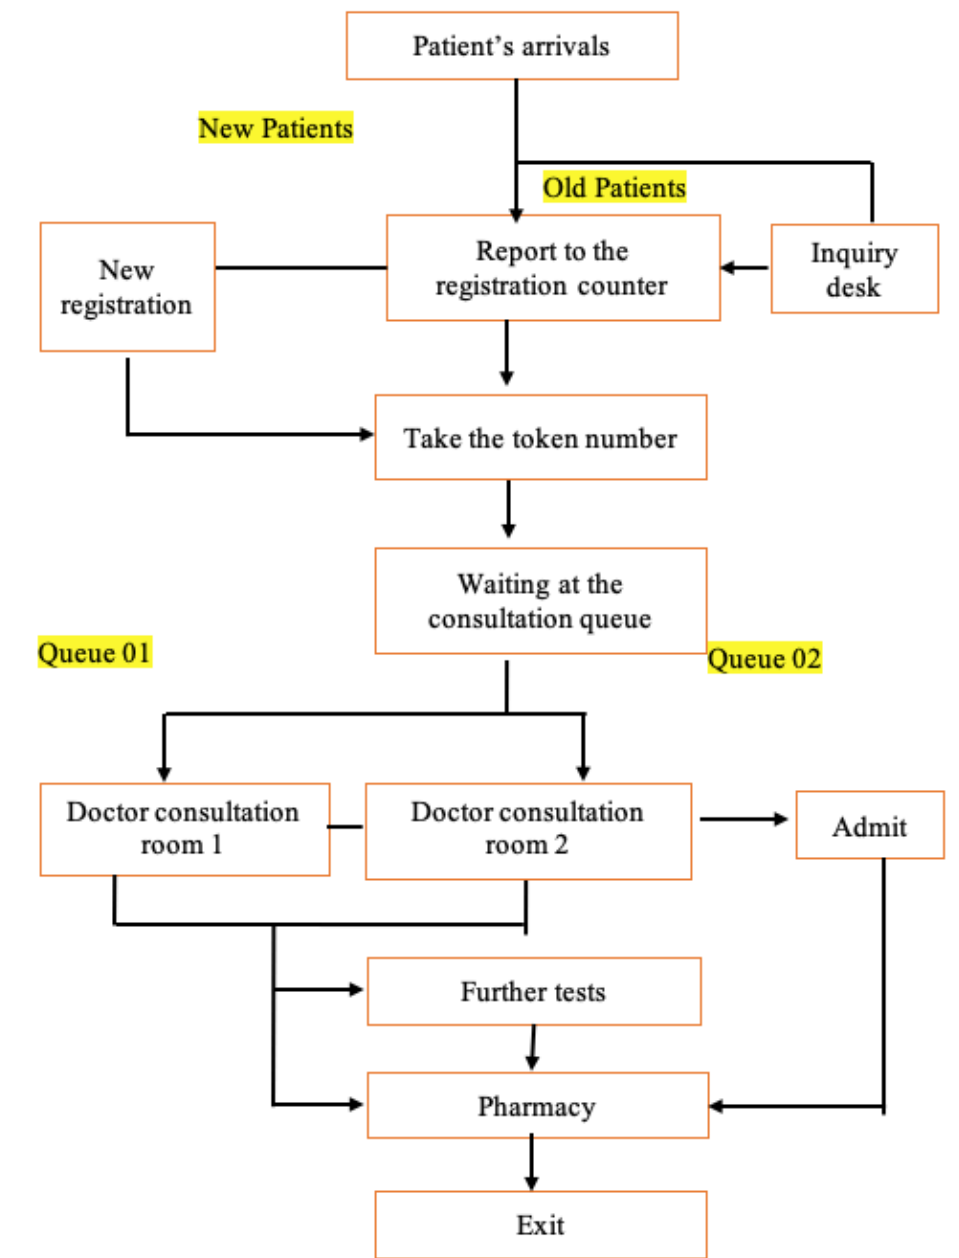 Patient’s arrivals
New Patients
Old Patients
New
registration
Report to the
registration counter
Inquiry
desk
Take the token number
Waiting at the
consultation queue
Queue 01
Queue 02
Doctor consultation
room 1
Doctor consultation
room 2
Admit
Further tests
Pharmacy
Exit